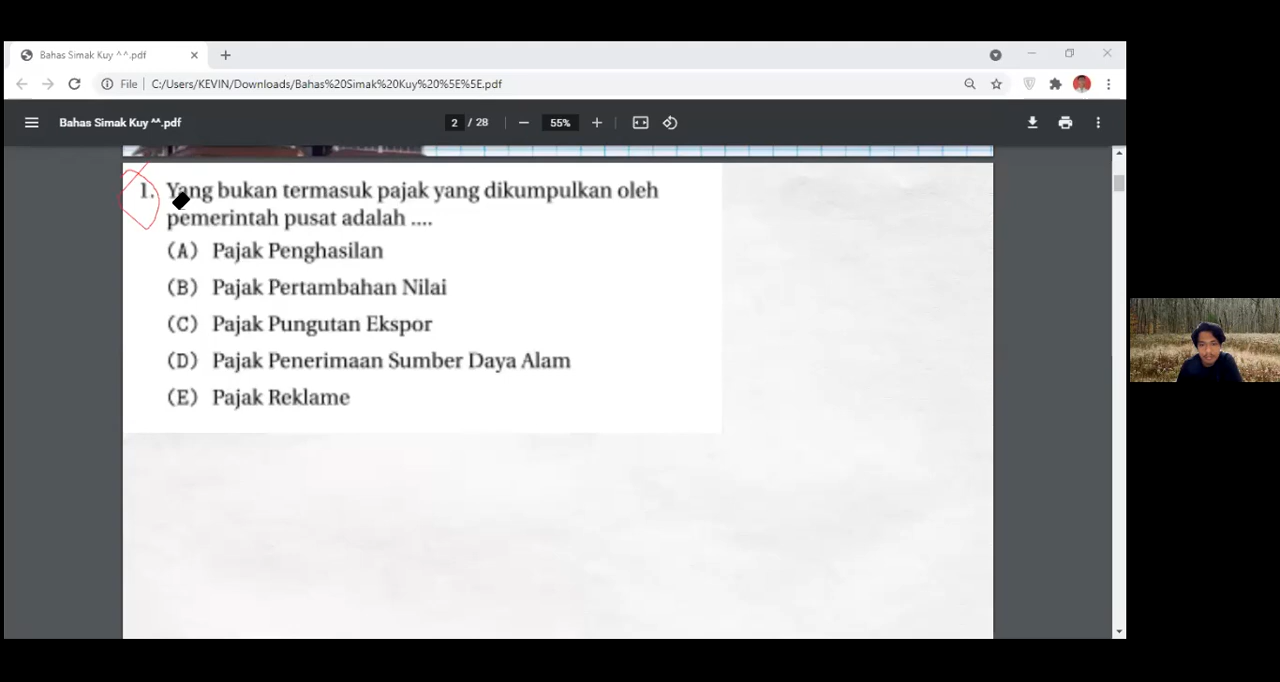 Bahas Simak Kuy ^^.pdf
File
C:/Users/KEVIN/Downloads/Bahas%20Simak%20Kuy%20%5E%5E.pdf
Bahas Simak Kuy ^^.pdf
2 / 28
55%
1. Yang bukan termasuk pajak yang dikumpulkan oleh
pemerintah pusat adalah ....
(A) Pajak Penghasilan
(B) Pajak Pertambahan Nilai
(C) Pajak Pungutan Ekspor
(D) Pajak Penerimaan Sumber Daya Alam
(E) Pajak Reklame